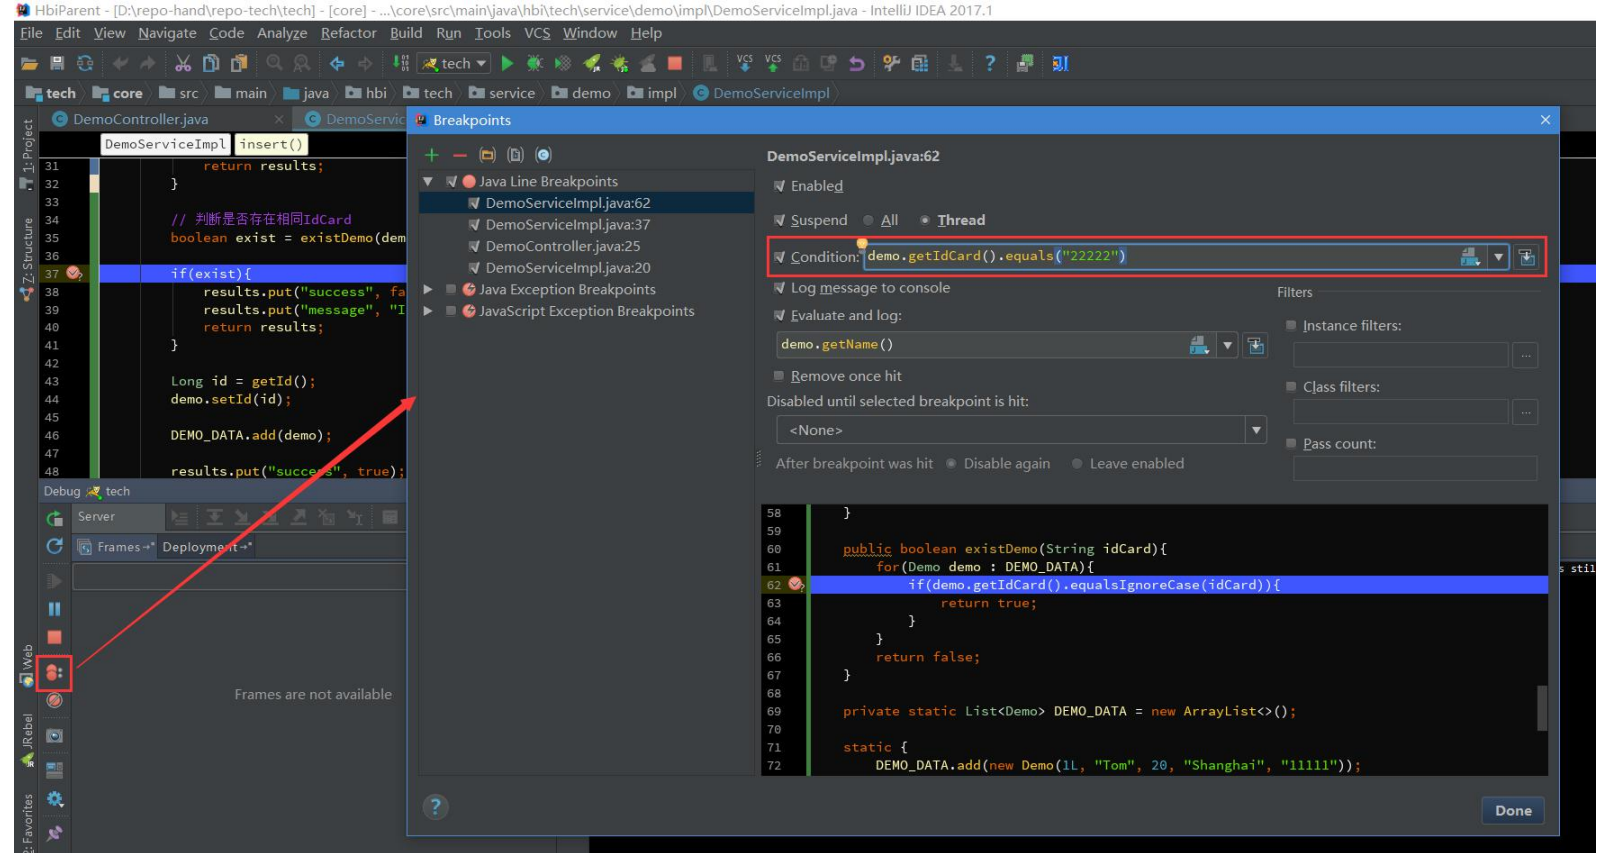 HbiParent - [D:\repo-hand\repo-tech\tech] - [core] - ...\core\src\main\java\hbi\tech\service\demo\impl\DemoServiceImpl.java - IntelliJ IDEA 2017.1
File Edit View Navigate Code Analyze Refactor Build Run Tools VCS Window Help
tech
VCS VCS
tech core src main java hbi tech service demo impl DemoServiceImpl
DemoController.java DemoServic
DemoServiceImpl insert()
1: Project
Z: Structure
Web
JRebel
2: Favorites
31 return results;
32 }
33
34 // 判断是否存在相同IdCard
35 boolean exist = existDemo(dem
36
37 if(exist){
38 results.put("success", fa
39 results.put("message", "I
40 return results;
41 }
42
43 Long id = getId();
44 demo.setId(id);
45
46 DEMO_DATA.add(demo);
47
48 results.put("success", true);
Debug tech
Server
Frames Deployment
Frames are not available
Breakpoints
Java Line Breakpoints
DemoServiceImpl.java:62
DemoServiceImpl.java:37
DemoController.java:25
DemoServiceImpl.java:20
Java Exception Breakpoints
JavaScript Exception Breakpoints
DemoServiceImpl.java:62
Enabled
Suspend All Thread
Condition: demo.getIdCard().equals("22222")
Log message to console
Evaluate and log:
demo.getName()
Remove once hit
Disabled until selected breakpoint is hit:
<None>
After breakpoint was hit Disable again Leave enabled
Filters
Instance filters:
...
Class filters:
...
Pass count:
58 }
59
60 public boolean existDemo(String idCard){
61 for(Demo demo : DEMO_DATA){
62 if(demo.getIdCard().equalsIgnoreCase(idCard)){
63 return true;
64 }
65 }
66 return false;
67 }
68
69 private static List<Demo> DEMO_DATA = new ArrayList<>();
70
71 static {
72 DEMO_DATA.add(new Demo(1L, "Tom", 20, "Shanghai", "11111"));
s stil
?
Done